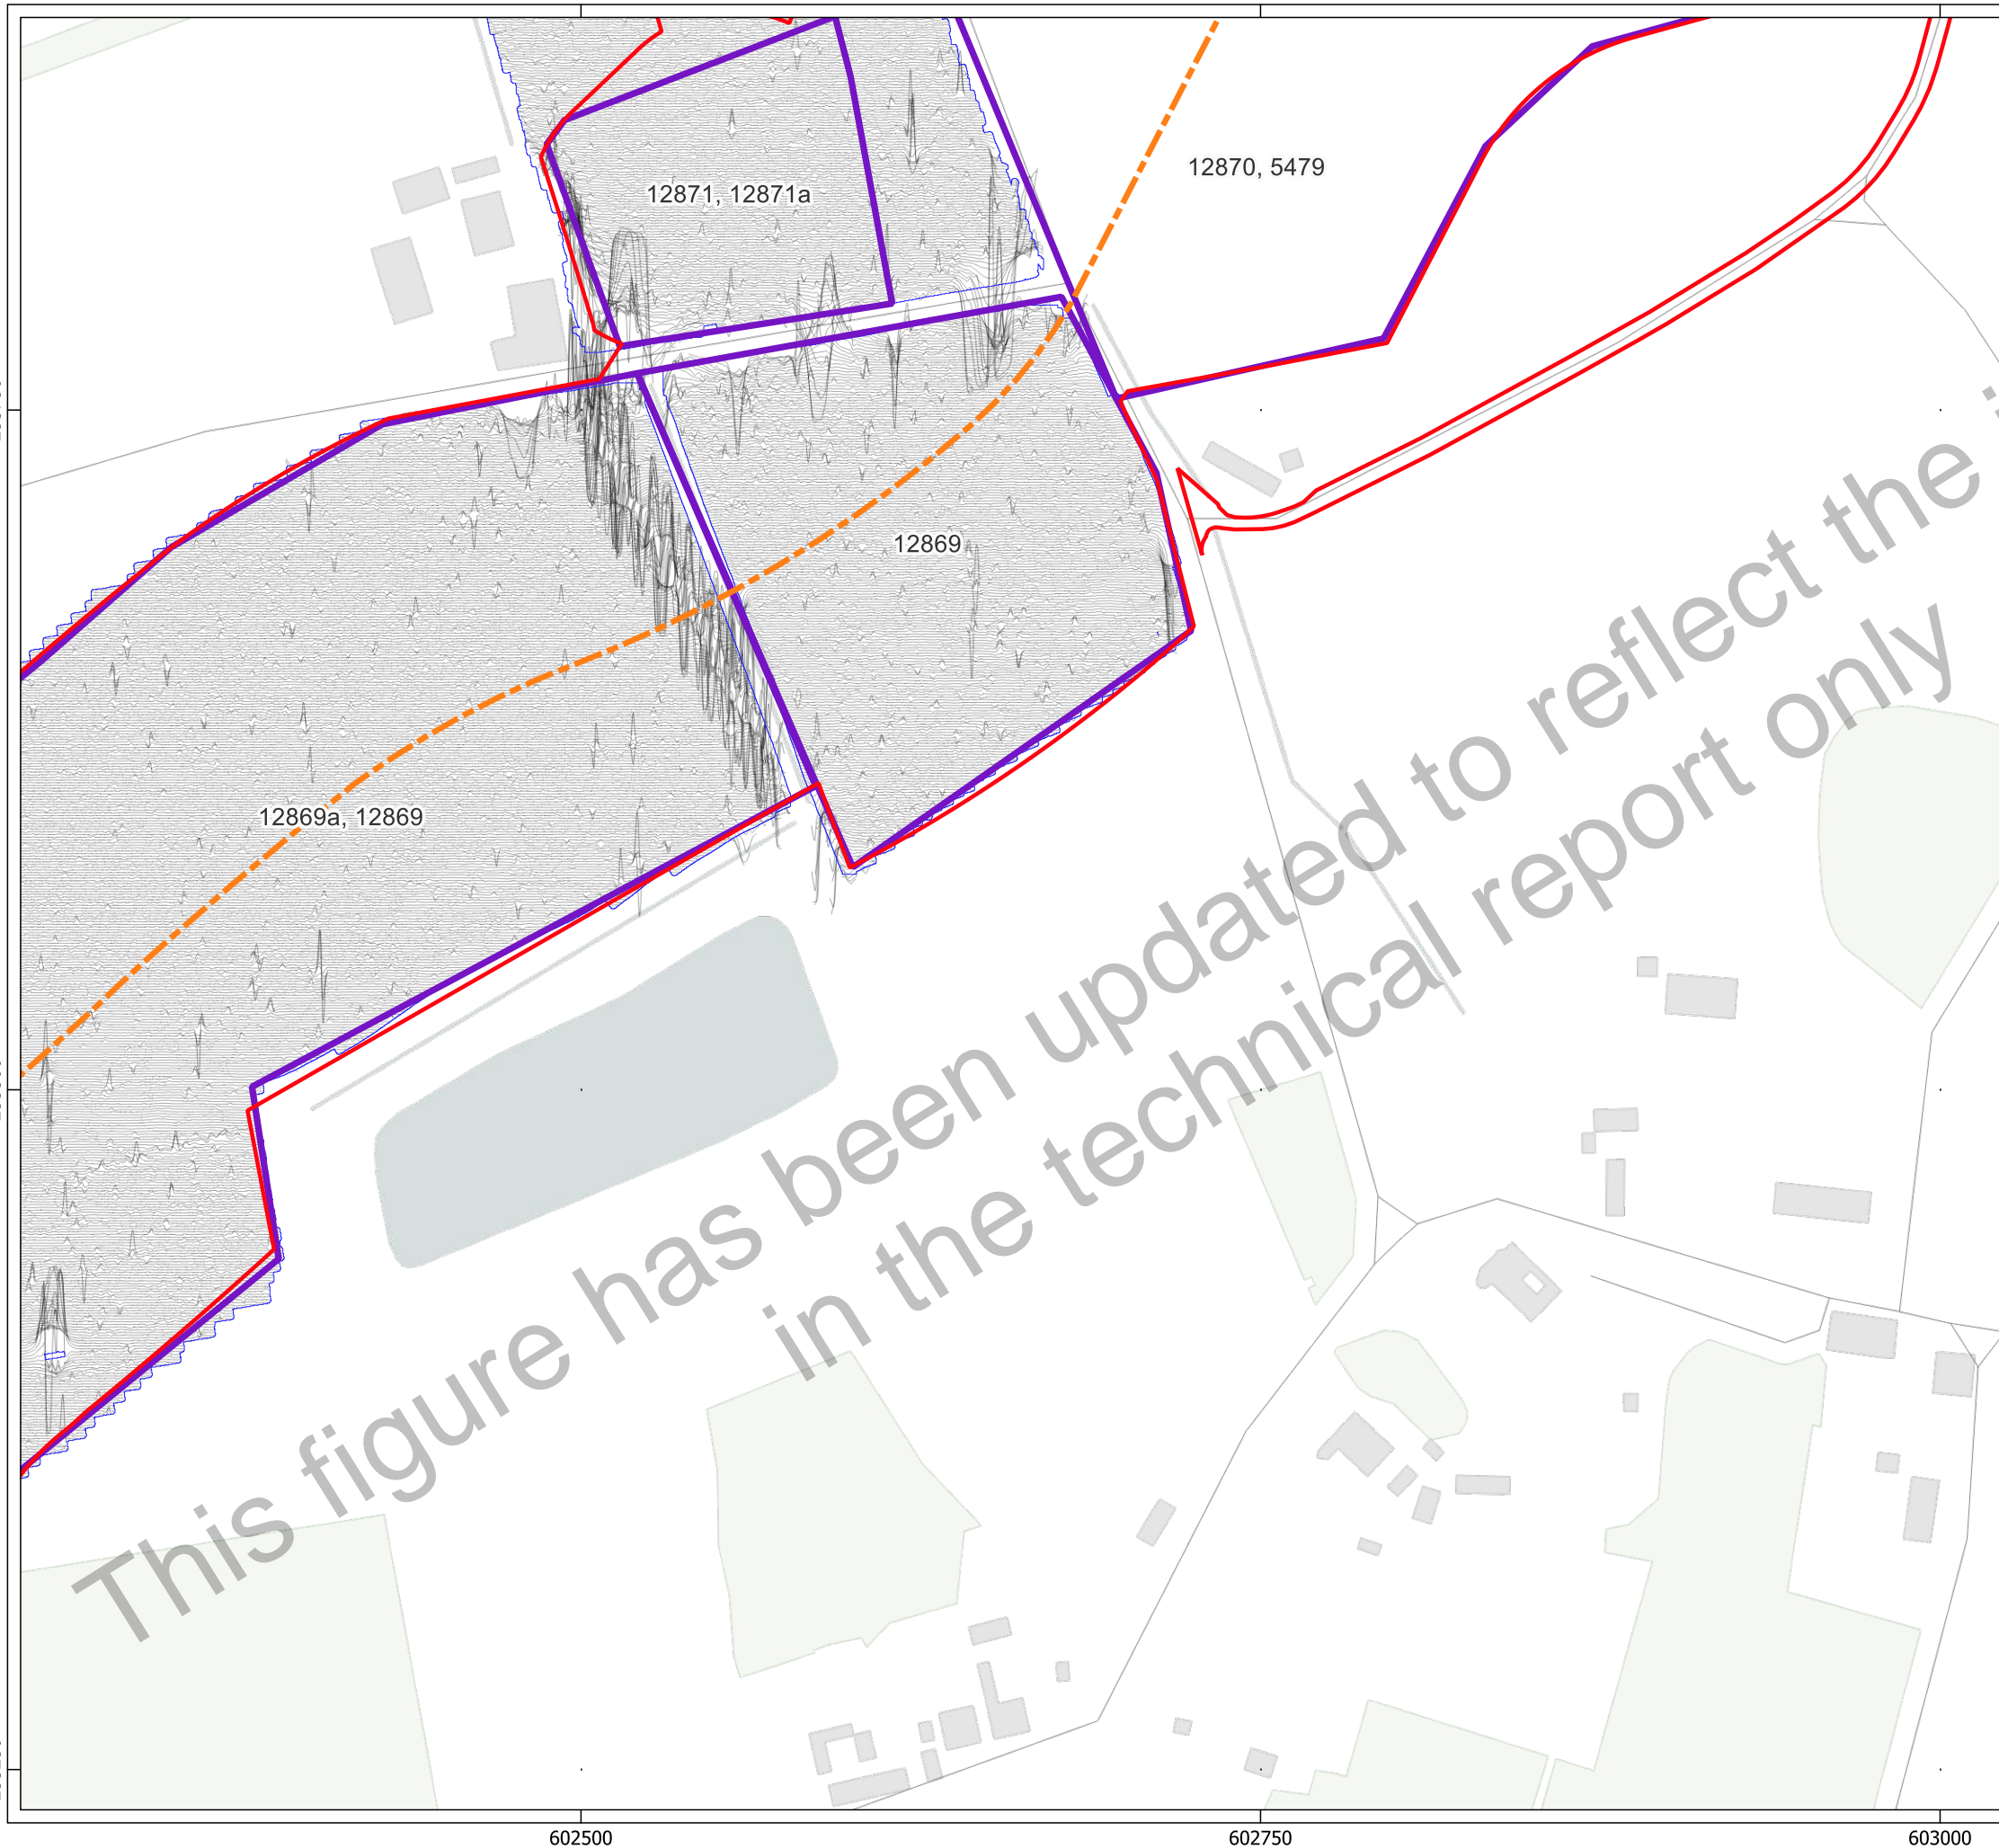 12870, 5479
12871, 12871a
12869
12869a, 12869
This figure has been updated to reflect the
in the technical report only
602500
602750
603000